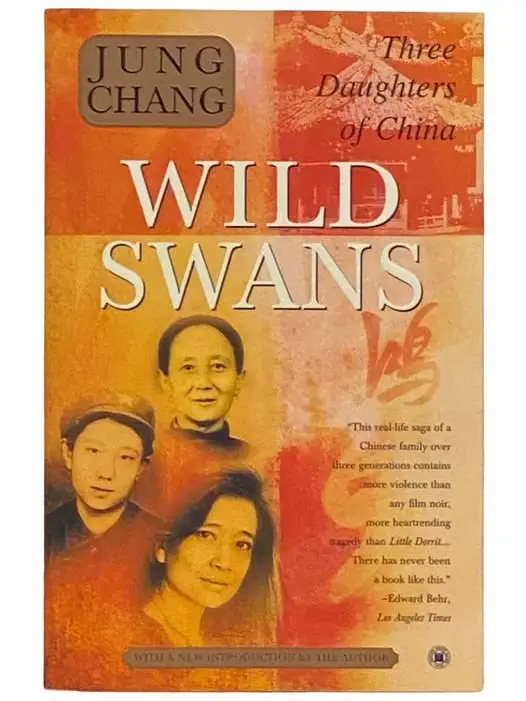 JUNG
CHANG
Three
Daughters
of China
WILD
SWANS
鴻
"This real-life saga of a
Chinese family over
three generations contains
more violence than
any film noir,
more heartrending
tragedy than Little Dorrit....
There has never been
a book like this."
–Edward Behr,
Los Angeles Times
WITH A NEW INTRODUCTION BY THE AUTHOR